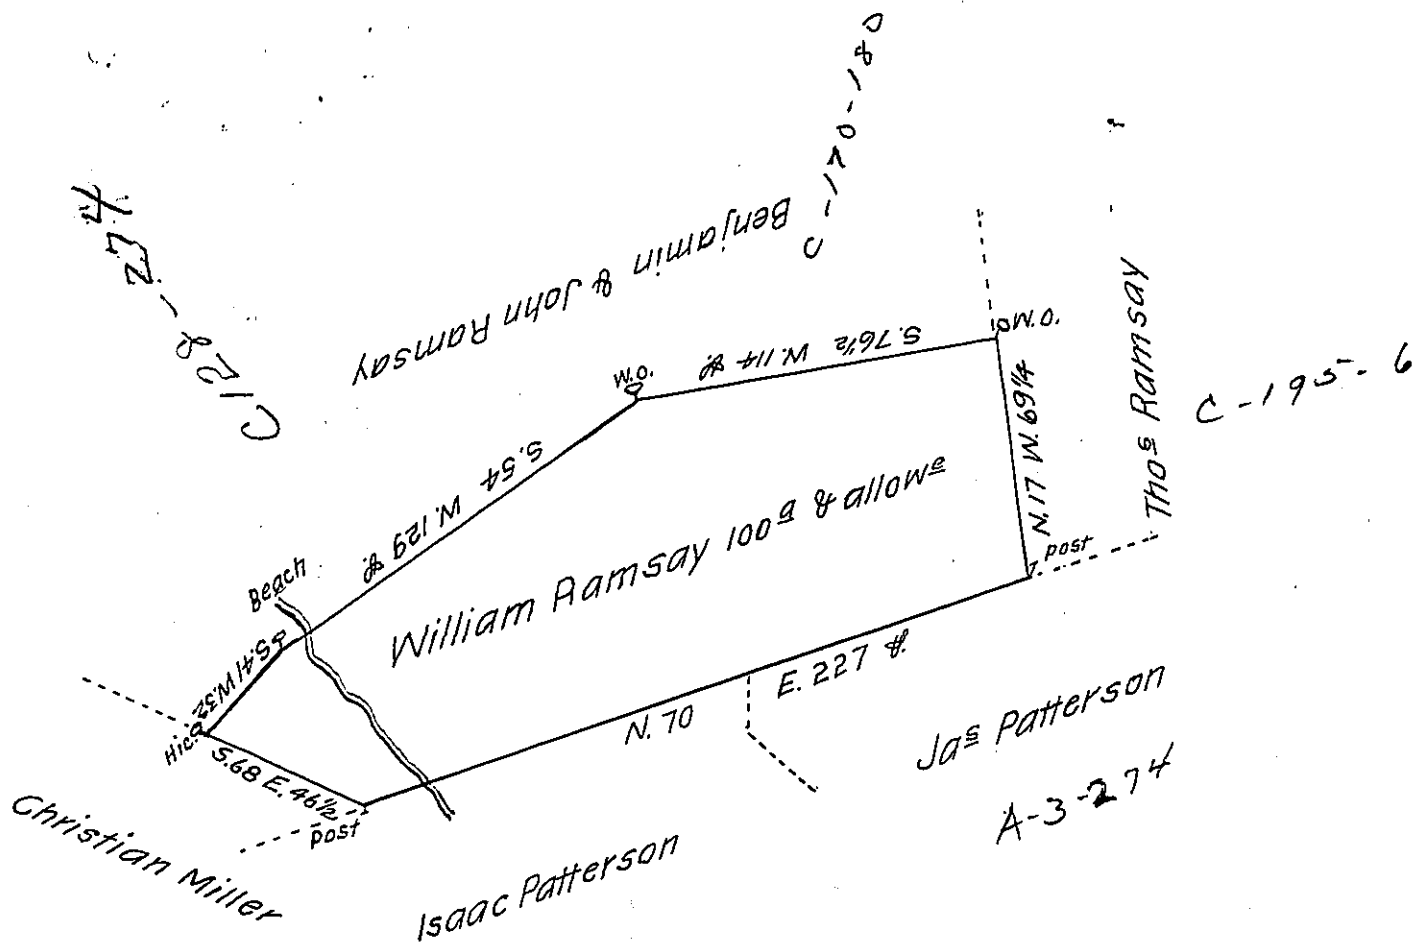 C-170-180
C122-274
Benjamin & John Ramsay
Thoˢ Ramsay
C-195-6
W.O.
S.76½ W. 114 p.
W.O.
S.54 W. 129 p.
N.17 W. 69¼
post
William Ramsay 100ᵃ & allowᵉ
Beach
S.41 W.32
Hic.
S.68 E. 46½
post
N. 70 E. 227 p.
Jaˢ Patterson
A-3-274
Christian Miller
Isaac Patterson